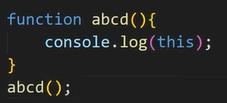 function abcd(){
    console.log(this);
}
abcd();